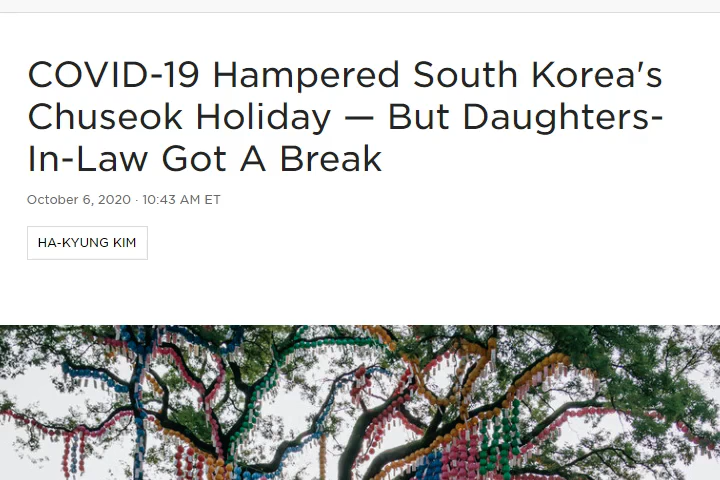 COVID-19 Hampered South Korea's
Chuseok Holiday — But Daughters-
In-Law Got A Break
October 6, 2020 · 10:43 AM ET
HA-KYUNG KIM